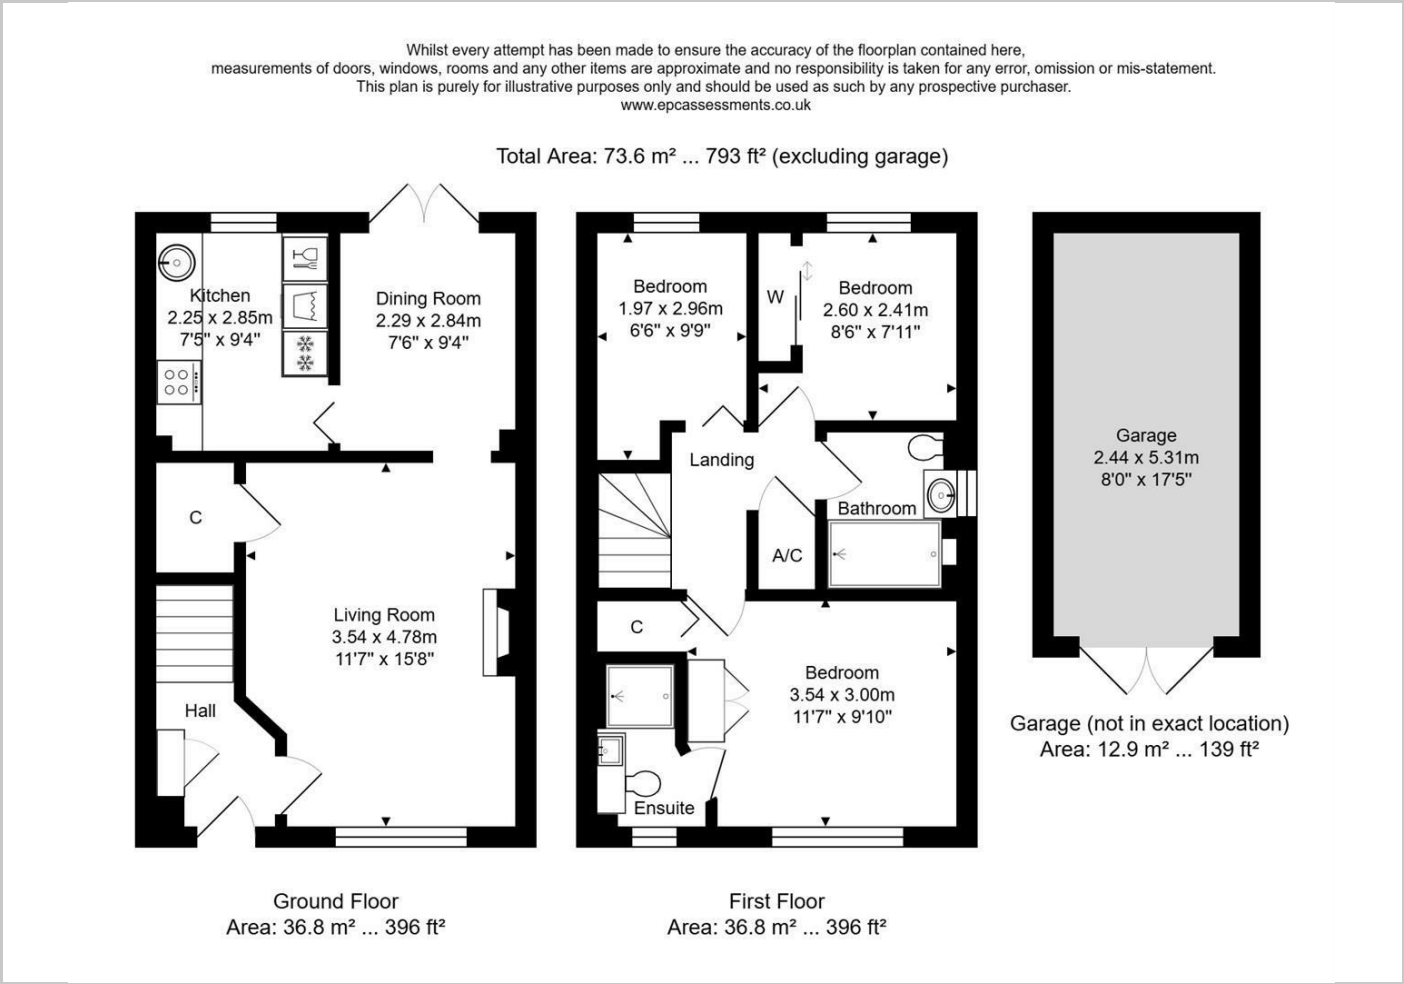 Whilst every attempt has been made to ensure the accuracy of the floorplan contained here,
measurements of doors, windows, rooms and any other items are approximate and no responsibility is taken for any error, omission or mis-statement.
This plan is purely for illustrative purposes only and should be used as such by any prospective purchaser.
www.epcassessments.co.uk
Total Area: 73.6 m² ... 793 ft² (excluding garage)
Kitchen
2.25 x 2.85m
7'5" x 9'4"
Dining Room
2.29 x 2.84m
7'6" x 9'4"
C
Living Room
3.54 x 4.78m
11'7" x 15'8"
Hall
Ground Floor
Area: 36.8 m² ... 396 ft²
Bedroom
1.97 x 2.96m
6'6" x 9'9"
W
Bedroom
2.60 x 2.41m
8'6" x 7'11"
Landing
Bathroom
A/C
C
Bedroom
3.54 x 3.00m
11'7" x 9'10"
Ensuite
First Floor
Area: 36.8 m² ... 396 ft²
Garage
2.44 x 5.31m
8'0" x 17'5"
Garage (not in exact location)
Area: 12.9 m² ... 139 ft²